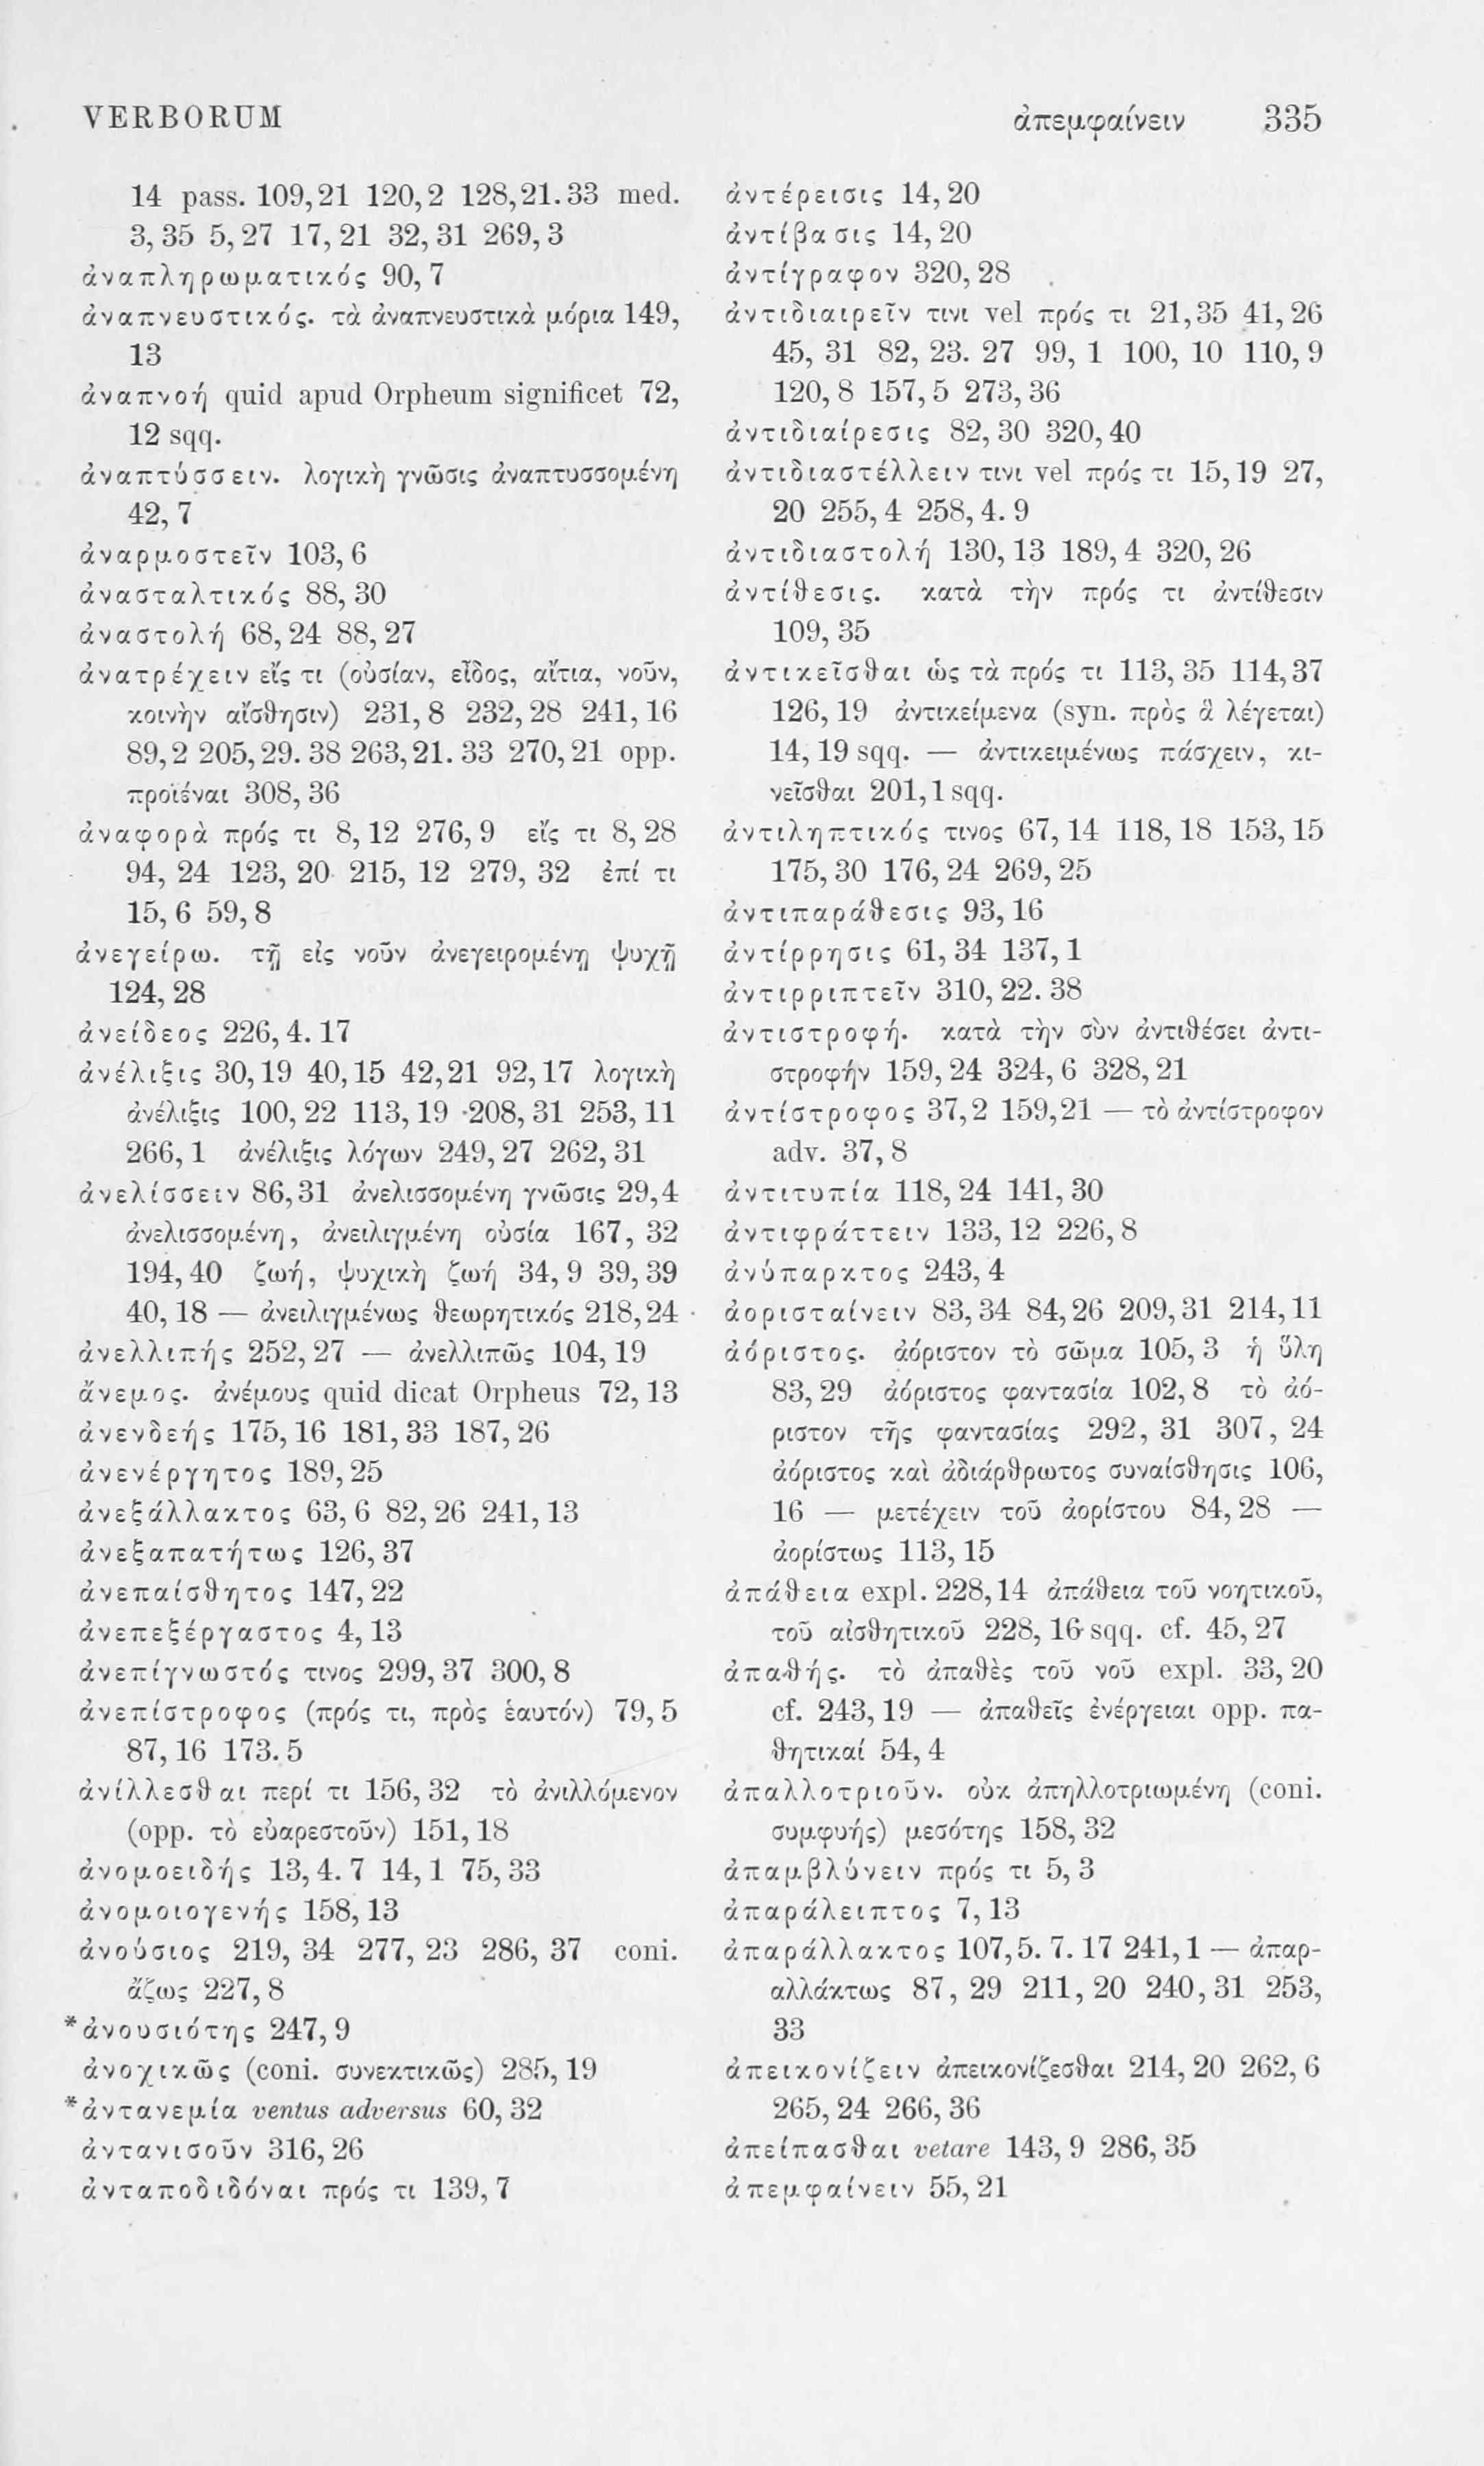 VERBORUM ἀπεμφαίνειν 335
14 pass. 109,21 120,2 128,21.33 med.
3,35 5,27 17,21 32,31 269,3
ἀναπληρωματικός 90,7
ἀναπνευστικός. τὰ ἀναπνευστικὰ μόρια 149,
13
ἀναπνοή quid apud Orpheum significet 72,
12 sqq.
ἀναπτύσσειν. λογικὴ γνῶσις ἀναπτυσσομένη
42,7
ἀναρμοστεῖν 103,6
ἀνασταλτικός 88,30
ἀναστολή 68,24 88,27
ἀνατρέχειν εἴς τι (οὐσίαν, εἶδος, αἴτια, νοῦν,
κοινὴν αἴσθησιν) 231,8 232,28 241,16
89,2 205,29.38 263,21.33 270,21 opp.
προϊέναι 308,36
ἀναφορὰ πρός τι 8,12 276,9 εἴς τι 8,28
94,24 123,20 215,12 279,32 ἐπί τι
15,6 59,8
ἀνεγείρω. τῇ εἰς νοῦν ἀνεγειρομένῃ ψυχῇ
124,28
ἀνείδεος 226,4.17
ἀνέλιξις 30,19 40,15 42,21 92,17 λογικὴ
ἀνέλιξις 100,22 113,19 208,31 253,11
266,1 ἀνέλιξις λόγων 249,27 262,31
ἀνελίσσειν 86,31 ἀνελισσομένη γνῶσις 29,4
ἀνελισσομένη, ἀνειλιγμένη οὐσία 167,32
194,40 ζωή, ψυχικὴ ζωή 34,9 39,39
40,18 — ἀνειλιγμένως θεωρητικός 218,24
ἀνελλιπής 252,27 — ἀνελλιπῶς 104,19
ἄνεμος. ἀνέμους quid dicat Orpheus 72,13
ἀνενδεής 175,16 181,33 187,26
ἀνενέργητος 189,25
ἀνεξάλλακτος 63,6 82,26 241,13
ἀνεξαπατήτως 126,37
ἀνεπαίσθητος 147,22
ἀνεπεξέργαστος 4,13
ἀνεπίγνωστός τινος 299,37 300,8
ἀνεπίστροφος (πρός τι, πρὸς ἑαυτόν) 79,5
87,16 173.5
ἀνίλλεσθαι περί τι 156,32 τὸ ἀνιλλόμενον
(opp. τὸ εὐαρεστοῦν) 151,18
ἀνομοειδής 13,4.7 14,1 75,33
ἀνομοιογενής 158,13
ἀνούσιος 219,34 277,23 286,37 coni.
ἄζως 227,8
*ἀνουσιότης 247,9
ἀνοχικῶς (coni. συνεκτικῶς) 285,19
*ἀντανεμία ventus adversus 60,32
ἀντανισοῦν 316,26
ἀνταποδιδόναι πρός τι 139,7
ἀντέρεισις 14,20
ἀντίβασις 14,20
ἀντίγραφον 320,28
ἀντιδιαιρεῖν τινι vel πρός τι 21,35 41,26
45,31 82,23.27 99,1 100,10 110,9
120,8 157,5 273,36
ἀντιδιαίρεσις 82,30 320,40
ἀντιδιαστέλλειν τινι vel πρός τι 15,19 27,
20 255,4 258,4.9
ἀντιδιαστολή 130,13 189,4 320,26
ἀντίθεσις. κατὰ τὴν πρός τι ἀντίθεσιν
109,35
ἀντικεῖσθαι ὡς τὰ πρός τι 113,35 114,37
126,19 ἀντικείμενα (syn. πρὸς ἃ λέγεται)
14,19 sqq. — ἀντικειμένως πάσχειν, κι-
νεῖσθαι 201,1 sqq.
ἀντιληπτικός τινος 67,14 118,18 153,15
175,30 176,24 269,25
ἀντιπαράθεσις 93,16
ἀντίρρησις 61,34 137,1
ἀντιρριπτεῖν 310,22.38
ἀντιστροφή. κατὰ τὴν σὺν ἀντιθέσει ἀντι-
στροφήν 159,24 324,6 328,21
ἀντίστροφος 37,2 159,21 — τὸ ἀντίστροφον
adv. 37,8
ἀντιτυπία 118,24 141,30
ἀντιφράττειν 133,12 226,8
ἀνύπαρκτος 243,4
ἀορισταίνειν 83,34 84,26 209,31 214,11
ἀόριστος. ἀόριστον τὸ σῶμα 105,3 ἡ ὕλη
83,29 ἀόριστος φαντασία 102,8 τὸ ἀό-
ριστον τῆς φαντασίας 292,31 307,24
ἀόριστος καὶ ἀδιάρθρωτος συναίσθησις 106,
16 — μετέχειν τοῦ ἀορίστου 84,28 —
ἀορίστως 113,15
ἀπάθεια expl. 228,14 ἀπάθεια τοῦ νοητικοῦ,
τοῦ αἰσθητικοῦ 228,16 sqq. cf. 45,27
ἀπαθής. τὸ ἀπαθὲς τοῦ νοῦ expl. 33,20
cf. 243,19 — ἀπαθεῖς ἐνέργειαι opp. πα-
θητικαί 54,4
ἀπαλλοτριοῦν. οὐκ ἀπηλλοτριωμένη (coni.
συμφυής) μεσότης 158,32
ἀπαμβλύνειν πρός τι 5,3
ἀπαράλειπτος 7,13
ἀπαράλλακτος 107,5.7.17 241,1 — ἀπαρ-
αλλάκτως 87,29 211,20 240,31 253,
33
ἀπεικονίζειν ἀπεικονίζεσθαι 214,20 262,6
265,24 266,36
ἀπείπασθαι vetare 143,9 286,35
ἀπεμφαίνειν 55,21